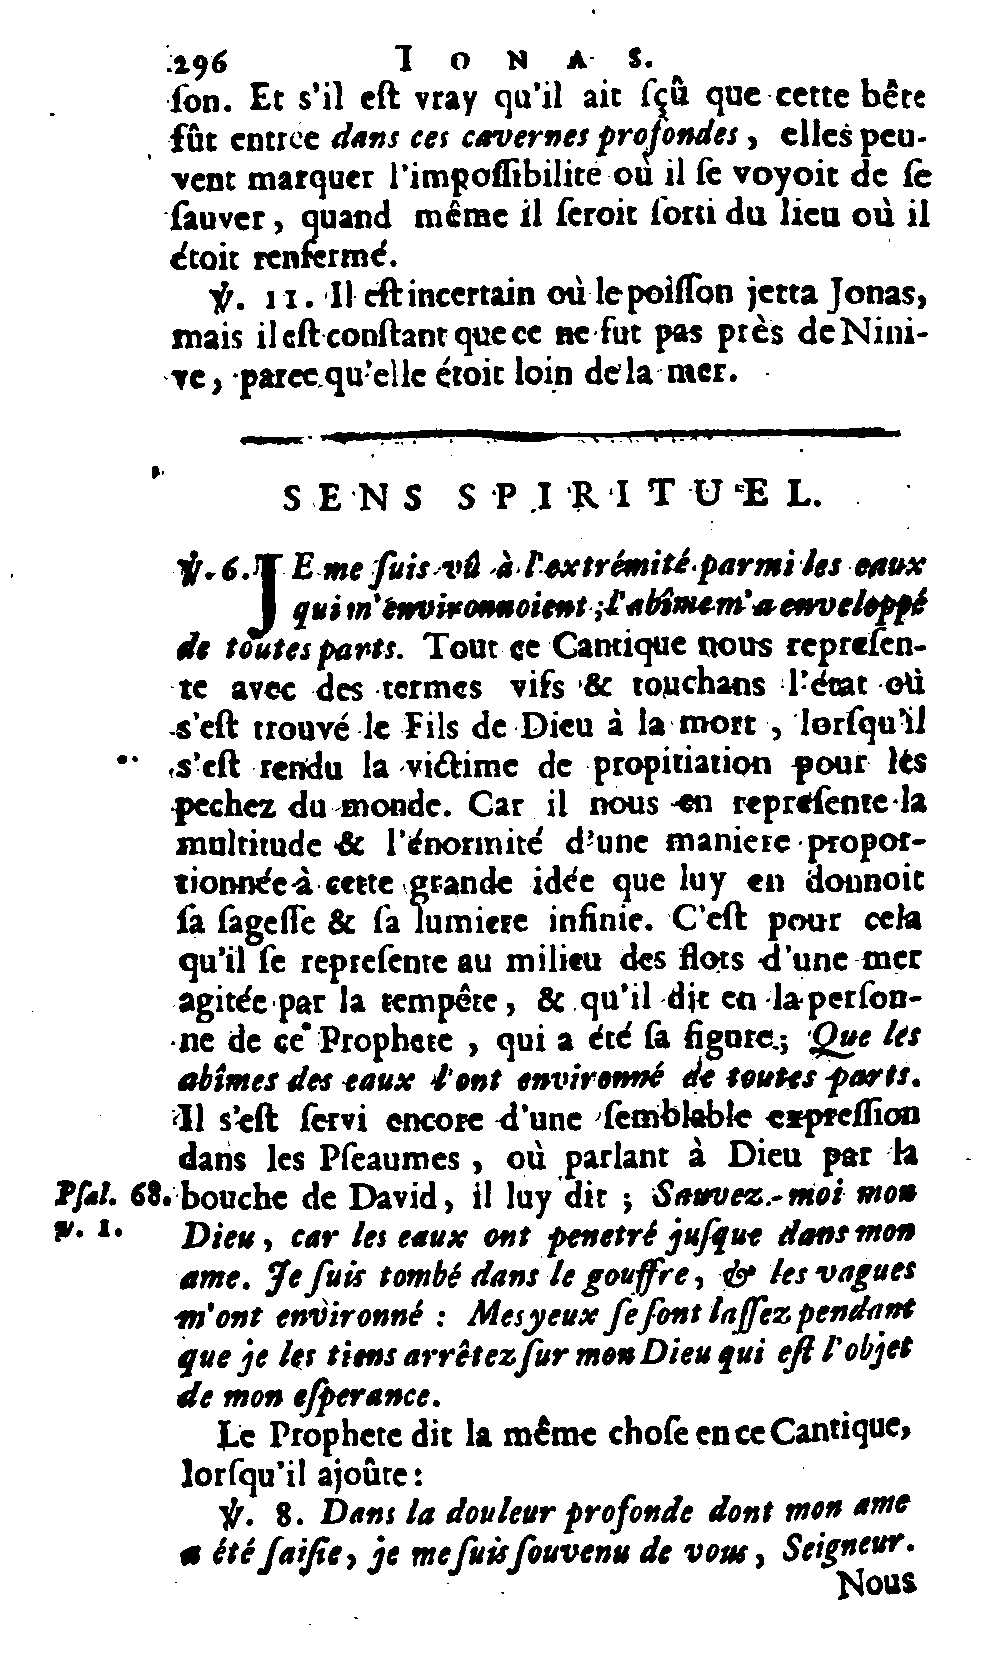 296 IONAS.
ſon. Et s'il eſt vray qu'il ait ſçû que cette bête
fût entrée dans ces cavernes profondes, elles peu-
vent marquer l'impoſſibilité où il ſe voyoit de ſe
ſauver, quand même il ſeroit ſorti du lieu où il
étoit renfermé.
℣. 11. Il eſt incertain où le poiſſon jetta Jonas,
mais il eſt conſtant que ce ne fut pas près de Nini-
ve, parce qu'elle étoit loin de la mer.
SENS SPIRITUEL.
℣. 6. JE me ſuis vû à l'extrémité parmi les eaux
qui m'environnoient; l'abîme m'a enveloppé
de toutes parts. Tout ce Cantique nous repreſen-
te avec des termes vifs & touchans l'état où
s'eſt trouvé le Fils de Dieu à la mort, lorſqu'il
s'eſt rendu la victime de propitiation pour les
pechez du monde. Car il nous en repreſente la
multitude & l'énormité d'une maniere propor-
tionnée à cette grande idée que luy en donnoit
ſa ſageſſe & ſa lumiere infinie. C'eſt pour cela
qu'il ſe repreſente au milieu des flots d'une mer
agitée par la tempête, & qu'il dit en la perſon-
ne de ce Prophete, qui a été ſa figure; Que les
abîmes des eaux l'ont environné de toutes parts.
Il s'eſt ſervi encore d'une ſemblable expreſſion
dans les Pſeaumes, où parlant à Dieu par la
Pſal. 68. bouche de David, il luy dit; Sauvez-moi mon
v. 1. Dieu, car les eaux ont penetré juſque dans mon
ame. Je ſuis tombé dans le gouffre, & les vagues
m'ont environné : Mes yeux ſe ſont laſſez pendant
que je les tiens arrêtez ſur mon Dieu qui eſt l'objet
de mon eſperance.
Le Prophete dit la même choſe en ce Cantique,
lorſqu'il ajoûte :
℣. 8. Dans la douleur profonde dont mon ame
a été ſaiſie, je me ſuis ſouvenu de vous, Seigneur.
Nous